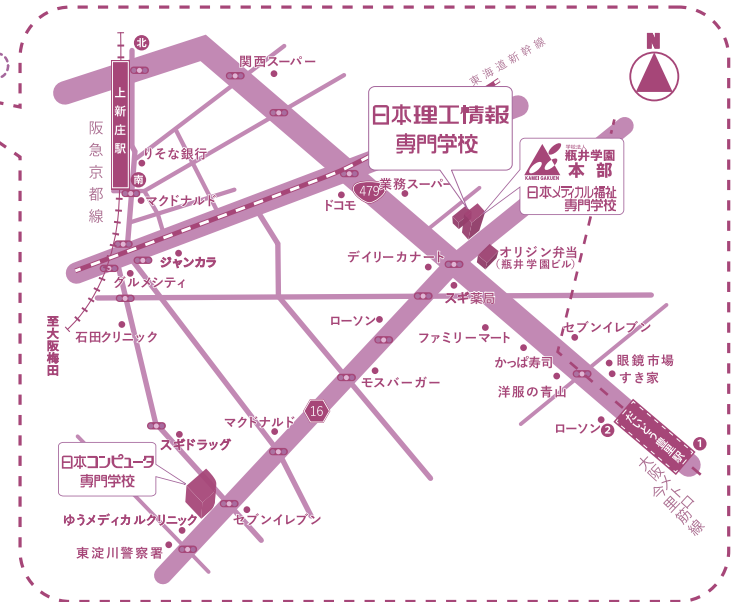 N
北
上新庄駅
南
阪急京都線
関西スーパー
東海道新幹線
りそな銀行
マクドナルド
日本理工情報
専門学校
学校法人
瓶井学園
本部
KAMEI GAKUEN
日本メディカル福祉
専門学校
479
業務スーパー
ドコモ
ジャンカラ
グルメシティ
デイリーカナート
オリジン弁当
(瓶井学園ビル)
スギ薬局
石田クリニック
至大阪梅田
ローソン
ファミリーマート
セブンイレブン
かっぱ寿司
眼鏡市場
すき家
洋服の青山
モスバーガー
16
マクドナルド
ローソン
2
1
だいどう豊里駅
大阪メトロ
今里筋線
スギドラッグ
日本コンピュータ
専門学校
ゆうメディカルクリニック
セブンイレブン
東淀川警察署